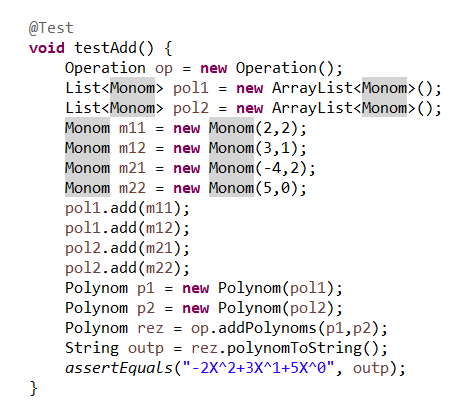 @Test
void testAdd() {
Operation op = new Operation();
List<Monom> pol1 = new ArrayList<Monom>();
List<Monom> pol2 = new ArrayList<Monom>();
Monom m11 = new Monom(2,2);
Monom m12 = new Monom(3,1);
Monom m21 = new Monom(-4,2);
Monom m22 = new Monom(5,0);
pol1.add(m11);
pol1.add(m12);
pol2.add(m21);
pol2.add(m22);
Polynom p1 = new Polynom(pol1);
Polynom p2 = new Polynom(pol2);
Polynom rez = op.addPolynoms(p1,p2);
String outp = rez.polynomToString();
assertEquals("-2X^2+3X^1+5X^0", outp);
}